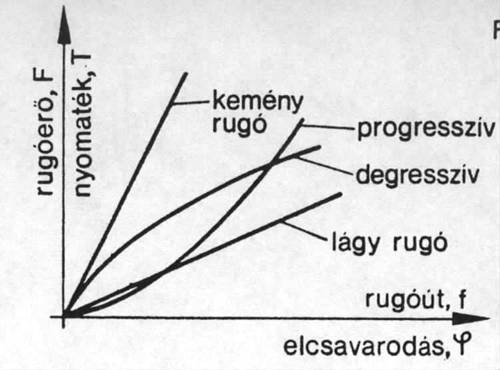 F
rugóerő, F
nyomaték, T
kemény
rugó
progresszív
degresszív
lágy rugó
rugóút, f
elcsavarodás, φ